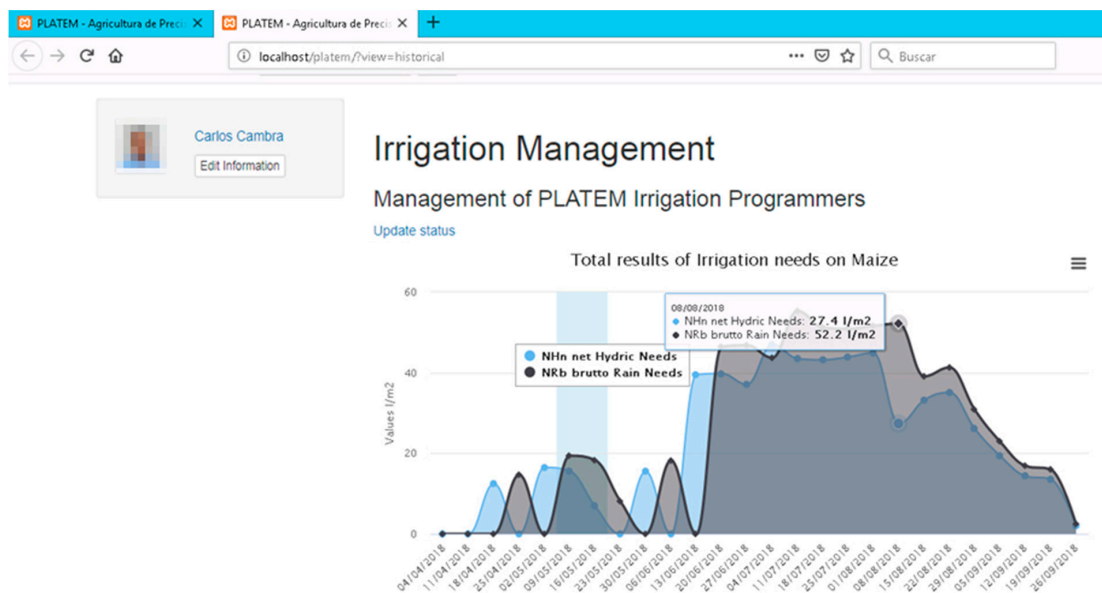 PLATEM - Agricultura de Preci
PLATEM - Agricultura de Preci
localhost/platem/?view=historical
Buscar
Carlos Cambra
Edit Information
Irrigation Management
Management of PLATEM Irrigation Programmers
Update status
Total results of Irrigation needs on Maize
08/08/2018
NHn net Hydric Needs: 27.4 l/m2
NRb brutto Rain Needs: 52.2 l/m2
NHn net Hydric Needs
NRb brutto Rain Needs
Values l/m2
60
40
20
0
04/04/2018
11/04/2018
18/04/2018
25/04/2018
02/05/2018
09/05/2018
16/05/2018
23/05/2018
30/05/2018
06/06/2018
13/06/2018
20/06/2018
27/06/2018
04/07/2018
11/07/2018
18/07/2018
25/07/2018
01/08/2018
08/08/2018
15/08/2018
22/08/2018
29/08/2018
05/09/2018
12/09/2018
19/09/2018
26/09/2018